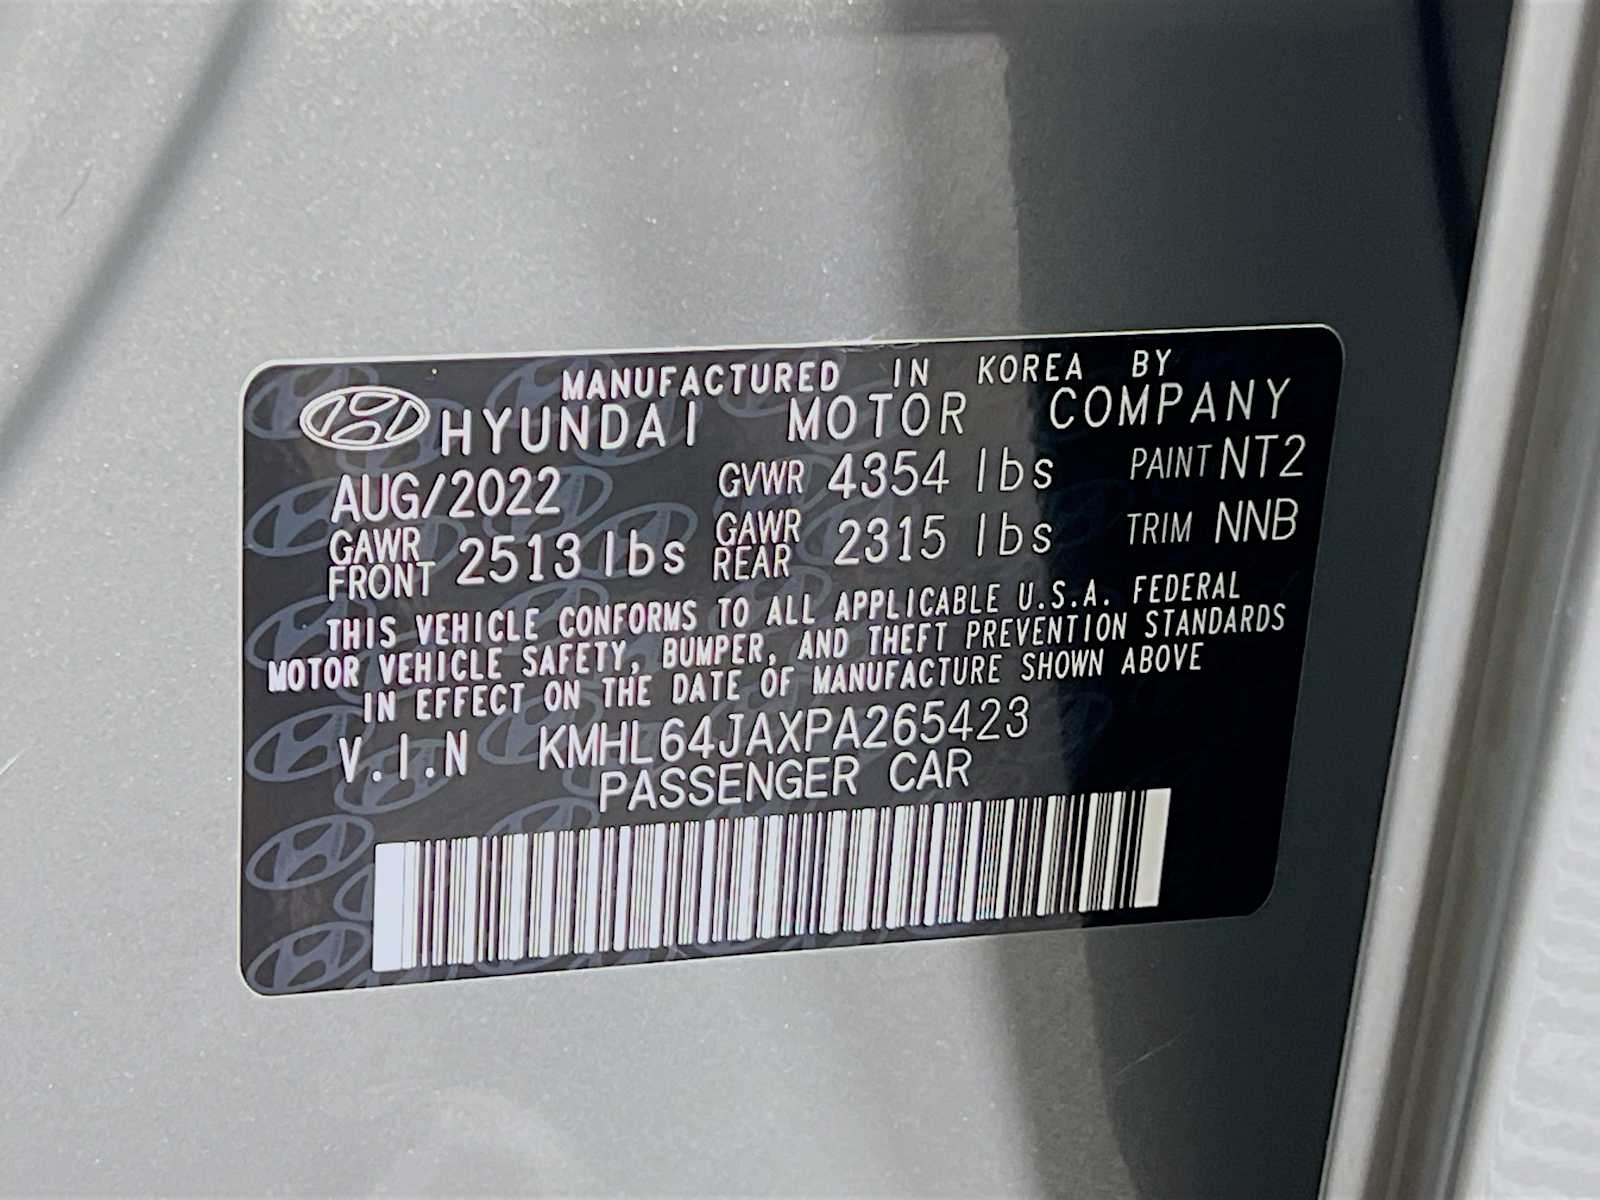 MANUFACTURED IN KOREA BY
HYUNDAI MOTOR COMPANY
AUG/2022 GVWR 4354 lbs PAINT NT2
GAWR FRONT 2513 lbs GAWR REAR 2315 lbs TRIM NNB
THIS VEHICLE CONFORMS TO ALL APPLICABLE U.S.A. FEDERAL
MOTOR VEHICLE SAFETY, BUMPER, AND THEFT PREVENTION STANDARDS
IN EFFECT ON THE DATE OF MANUFACTURE SHOWN ABOVE
V.I.N KMHL64JAXPA265423
PASSENGER CAR